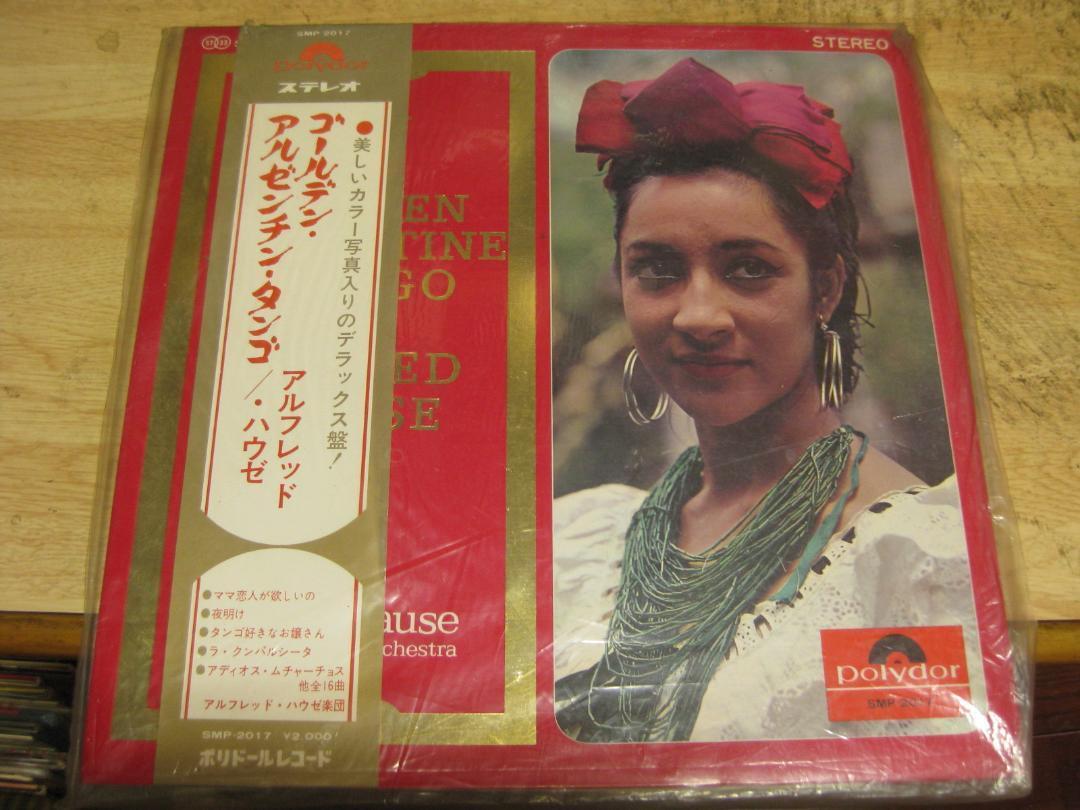 SMP 2017
Polydor
ステレオ
●美しいカラー写真入りのデラックス盤!
ゴールデン・
アルゼンチン・タンゴ
アルフレッド
/・ハウゼ
●ママ恋人が欲しいの
●夜明け
●タンゴ好きなお嬢さん
●ラ・クンパルシータ
●アディオス・ムチャーチョス
他全16曲
アルフレッド・ハウゼ楽団
SMP-2017 ¥2,000
ポリドールレコード
EN
TINE
GO
ED
SE
ause
chestra
STEREO
polydor
SMP 2017